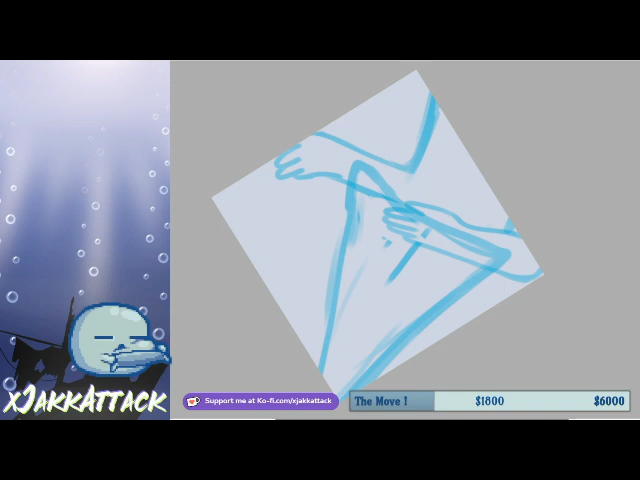 xJakkAttack
Support me at Ko-fi.com/xjakkattack
The Move ! $1800 $6000